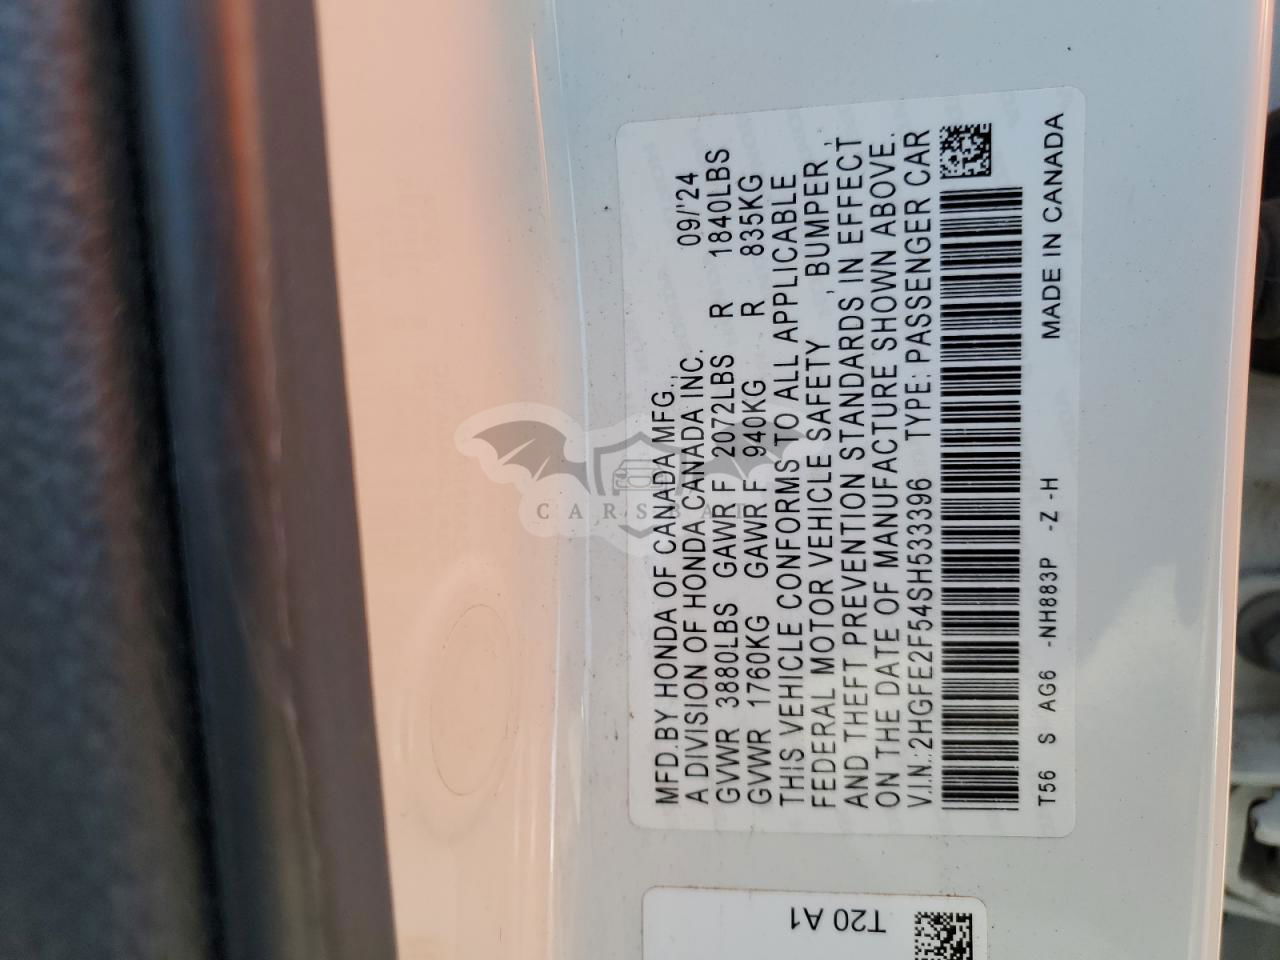 MFD.BY HONDA OF CANADA MFG.,
A DIVISION OF HONDA CANADA INC. 09/'24
GVWR 3880LBS GAWR F 2072LBS R 1840LBS
GVWR 1760KG GAWR F 940KG R 835KG
THIS VEHICLE CONFORMS TO ALL APPLICABLE
FEDERAL MOTOR VEHICLE SAFETY , BUMPER ,
AND THEFT PREVENTION STANDARDS IN EFFECT
ON THE DATE OF MANUFACTURE SHOWN ABOVE.
V.I.N.:2HGFE2F54SH533396 TYPE: PASSENGER CAR
T56 S AG6 -NH883P -Z -H MADE IN CANADA
T20 A1
CARSBAT